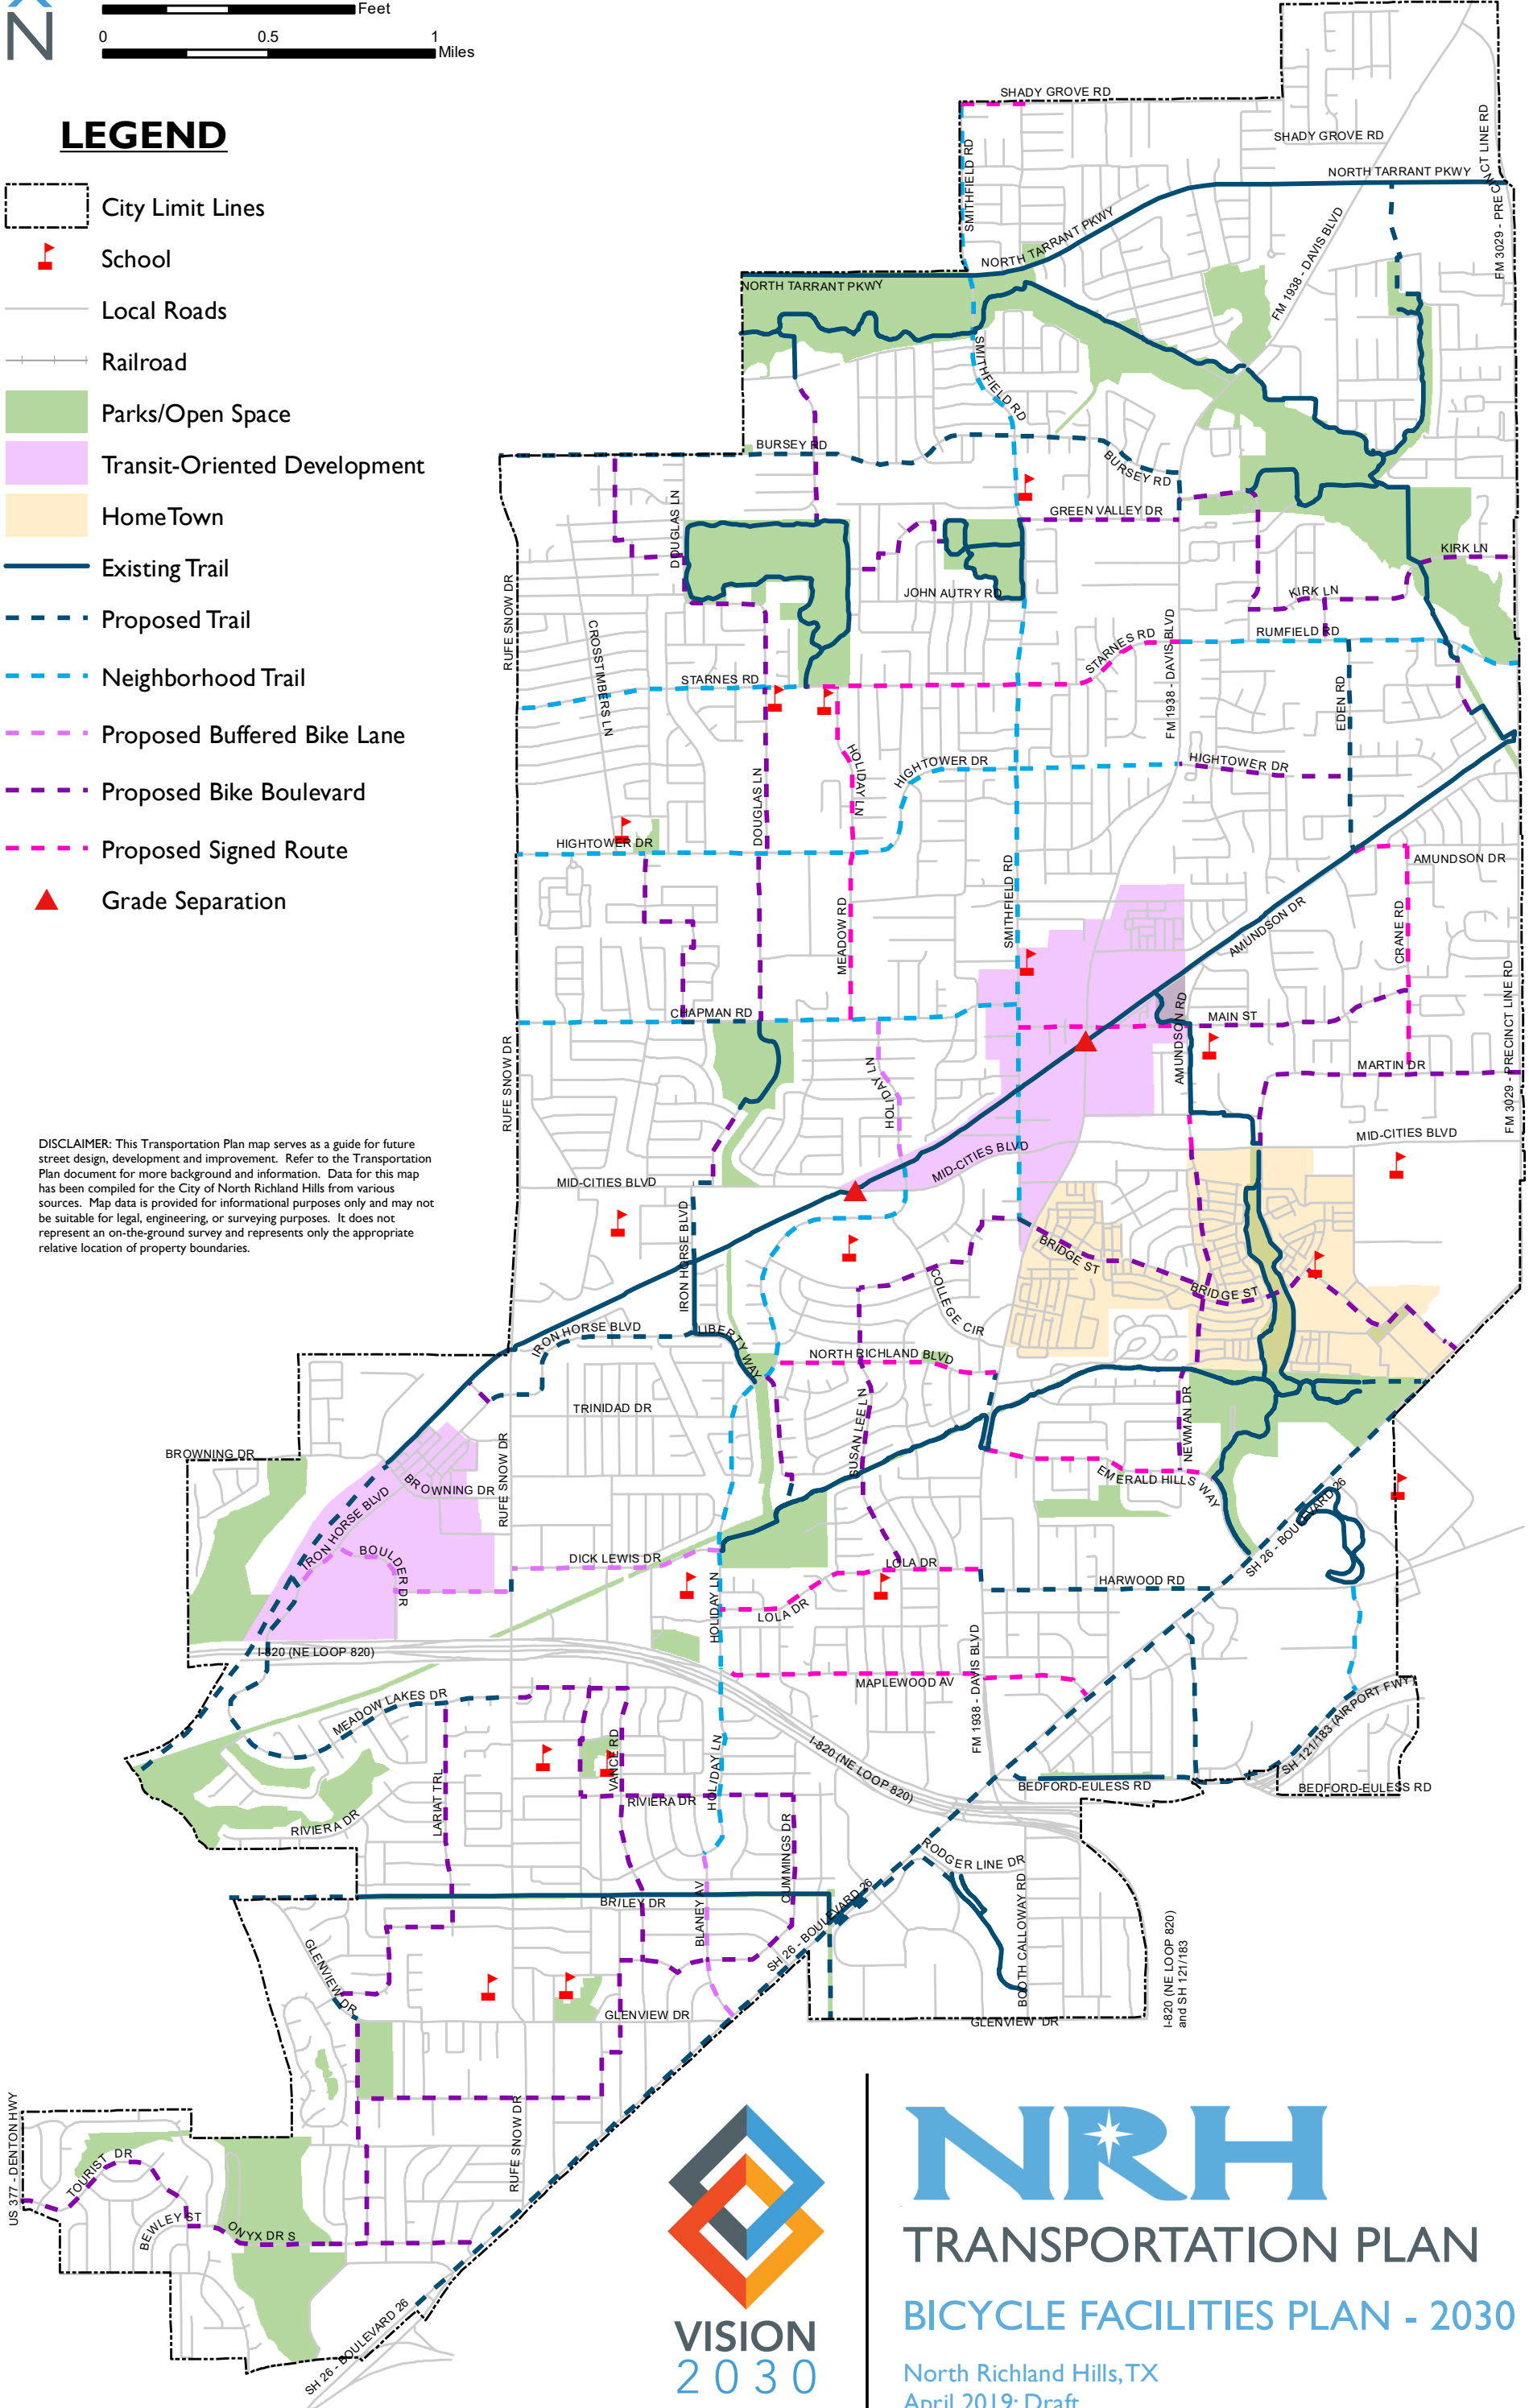 N
Feet
0 0.5 1
Miles
LEGEND
City Limit Lines
School
Local Roads
Railroad
Parks/Open Space
Transit-Oriented Development
HomeTown
Existing Trail
Proposed Trail
Neighborhood Trail
Proposed Buffered Bike Lane
Proposed Bike Boulevard
Proposed Signed Route
Grade Separation
DISCLAIMER: This Transportation Plan map serves as a guide for future
street design, development and improvement. Refer to the Transportation
Plan document for more background and information. Data for this map
has been compiled for the City of North Richland Hills from various
sources. Map data is provided for informational purposes only and may not
be suitable for legal, engineering, or surveying purposes. It does not
represent an on-the-ground survey and represents only the appropriate
relative location of property boundaries.
SHADY GROVE RD
SHADY GROVE RD
SMITHFIELD RD
NORTH TARRANT PKWY
NORTH TARRANT PKWY
NORTH TARRANT PKWY
FM 1938 - DAVIS BLVD
FM 3029 - PRECINCT LINE RD
SMITHFIELD RD
BURSEY RD
BURSEY RD
DOUGLAS LN
GREEN VALLEY DR
KIRK LN
KIRK LN
JOHN AUTRY RD
RUFE SNOW DR
CROSSTIMBERS LN
STARNES RD
STARNES RD
RUMFIELD RD
FM 1938 - DAVIS BLVD
EDEN RD
HOLIDAY LN
HIGHTOWER DR
HIGHTOWER DR
DOUGLAS LN
HIGHTOWER DR
AMUNDSON DR
SMITHFIELD RD
MEADOW RD
AMUNDSON DR
CRANE RD
CHAPMAN RD
AMUNDSON RD
MAIN ST
MARTIN DR
FM 3029 - PRECINCT LINE RD
RUFE SNOW DR
HOLIDAY LN
MID-CITIES BLVD
MID-CITIES BLVD
MID-CITIES BLVD
IRON HORSE BLVD
BRIDGE ST
BRIDGE ST
COLLEGE CIR
IRON HORSE BLVD
LIBERTY WAY
NORTH RICHLAND BLVD
TRINIDAD DR
SUSAN LEE LN
NEWMAN DR
BROWNING DR
BROWNING DR
RUFE SNOW DR
IRON HORSE BLVD
BOULDER DR
EMERALD HILLS WAY
SH 26 - BOULEVARD 26
DICK LEWIS DR
LOLA DR
LOLA DR
HARWOOD RD
HOLIDAY LN
I-820 (NE LOOP 820)
MAPLEWOOD AV
FM 1938 - DAVIS BLVD
MEADOW LAKES DR
SH 121/183 (AIRPORT FWY)
I-820 (NE LOOP 820)
VANCE RD
HOLIDAY LN
BEDFORD-EULESS RD
BEDFORD-EULESS RD
LARIAT TRL
RIVIERA DR
RIVIERA DR
CUMMINGS DR
RODGER LINE DR
BRILEY DR
BLANEY AV
SH 26 - BOULEVARD 26
BOOTH CALLOWAY RD
I-820 (NE LOOP 820)
and SH 121/183
GLENVIEW DR
GLENVIEW DR
GLENVIEW DR
US 377 - DENTON HWY
RUFE SNOW DR
TOURIST DR
BEWLEY ST
ONYX DR S
SH 26 - BOULEVARD 26
VISION
2030
NRH
TRANSPORTATION PLAN
BICYCLE FACILITIES PLAN - 2030
North Richland Hills, TX
April 2019: Draft